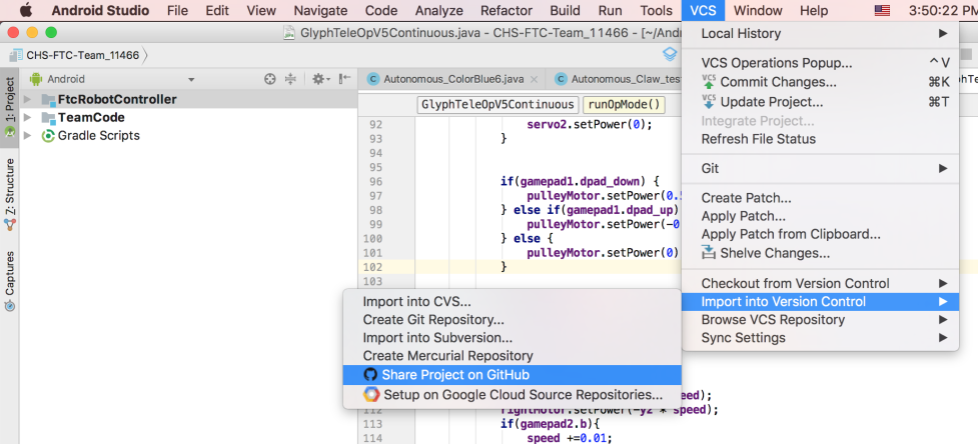 Android Studio File Edit View Navigate Code Analyze Refactor Build Run Tools VCS Window Help 3:50:22 PM
GlyphTeleOpV5Continuous.java - CHS-FTC-Team_11466 - [~/And
CHS-FTC-Team_11466
Android
Autonomous_ColorBlue6.java
Autonomous_Claw_tes
1: Project
Z: Structure
Captures
FtcRobotController
TeamCode
Gradle Scripts
GlyphTeleOpV5Continuous
runOpMode()
92 servo2.setPower(0);
93 }
94
95
96 if(gamepad1.dpad_down) {
97 pulleyMotor.setPower(0.5
98 } else if(gamepad1.dpad_up)
99 pulleyMotor.setPower(-0
100 } else {
101 pulleyMotor.setPower(0)
102 }
103
eed);
112 rightMotor.setPower(-y2 * speed);
113 if(gamepad2.b){
114 speed +=0.01;
Local History
VCS Operations Popup... ^V
VCS Commit Changes... ⌘K
VCS Update Project... ⌘T
Integrate Project...
Refresh File Status
Git
Create Patch...
Apply Patch...
Apply Patch from Clipboard...
Shelve Changes...
Checkout from Version Control
Import into Version Control
Browse VCS Repository
Sync Settings
Import into CVS...
Create Git Repository...
Import into Subversion...
Create Mercurial Repository
Share Project on GitHub
Setup on Google Cloud Source Repositories...